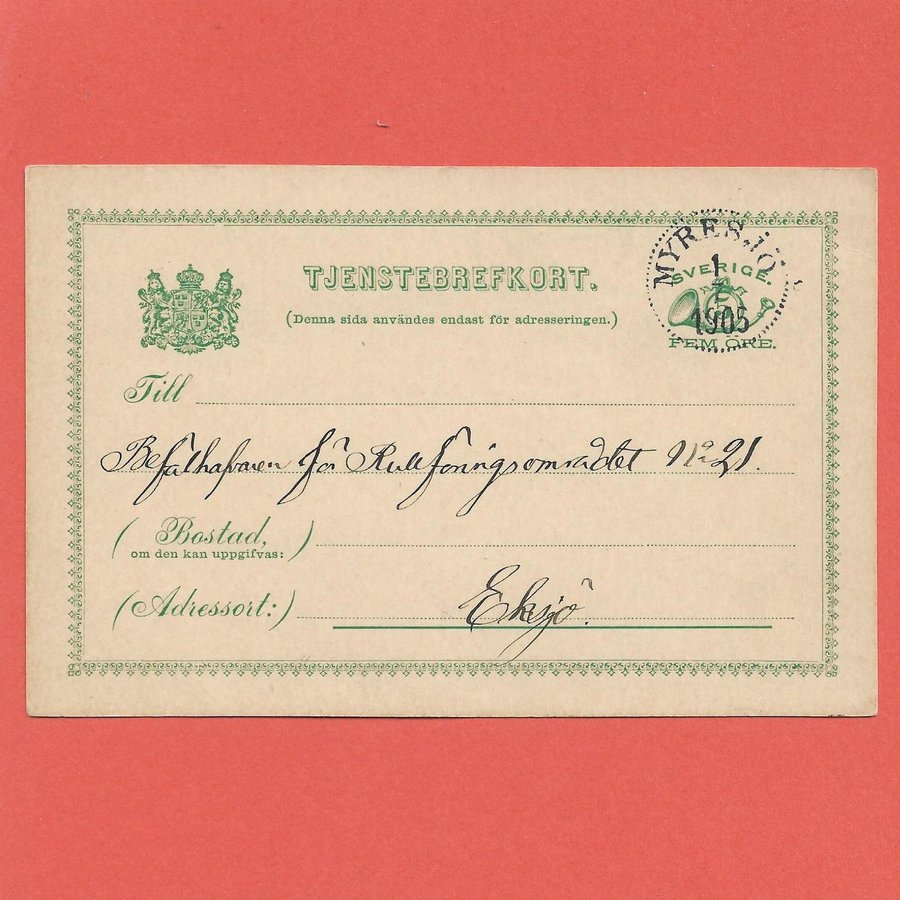 TJENSTEBREFKORT.
(Denna sida användes endast för adresseringen.)
MYRESJÖ
1
1905
SVERIGE.
FEM ÖRE.
Till
Befälhafvaren för Rullföringsområdet No 21.
(Bostad,
om den kan uppgifvas:)
(Adressort:) Eksjö.